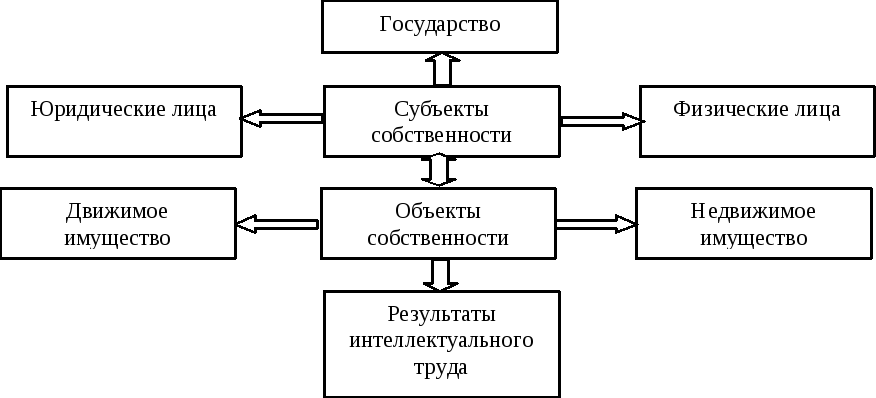 Государство
Юридические лица
Субъекты
собственности
Физические лица
Движимое
имущество
Объекты
собственности
Недвижимое
имущество
Результаты
интеллектуального
труда